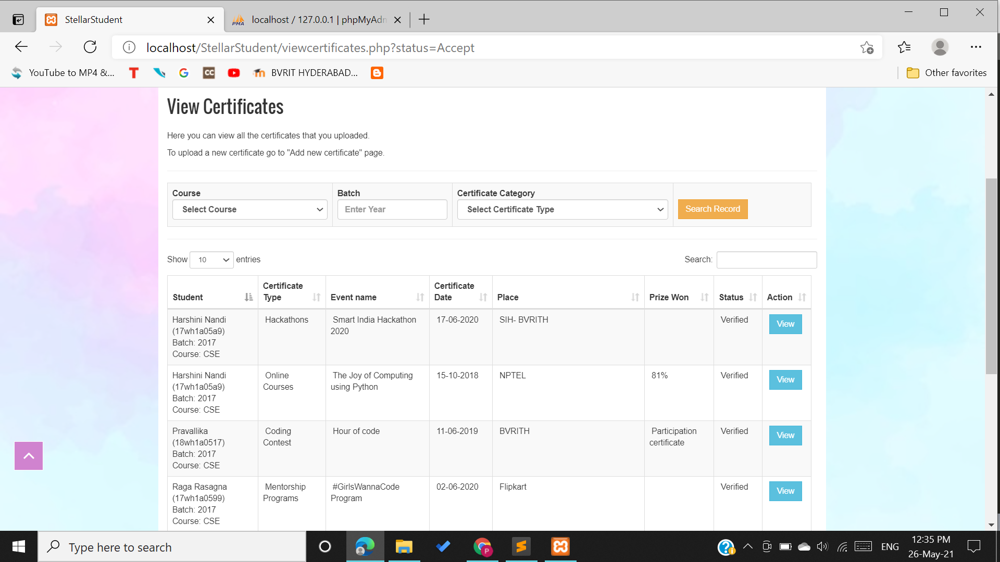 StellarStudent
localhost / 127.0.0.1 | phpMyAdn
localhost/StellarStudent/viewcertificates.php?status=Accept
YouTube to MP4 &...
T
G
CC
BVRIT HYDERABAD...
Other favorites
View Certificates
Here you can view all the certificates that you uploaded.
To upload a new certificate go to "Add new certificate" page.
Course
Batch
Certificate Category
Select Course
Enter Year
Select Certificate Type
Search Record
Show 10 entries
Search:
Student
Certificate
Type
Event name
Certificate
Date
Place
Prize Won
Status
Action
Harshini Nandi
(17wh1a05a9)
Batch: 2017
Course: CSE
Hackathons
Smart India Hackathon
2020
17-06-2020
SIH- BVRITH
Verified
View
Harshini Nandi
(17wh1a05a9)
Batch: 2017
Course: CSE
Online
Courses
The Joy of Computing
using Python
15-10-2018
NPTEL
81%
Verified
View
Pravallika
(18wh1a0517)
Batch: 2017
Course: CSE
Coding
Contest
Hour of code
11-06-2019
BVRITH
Participation
certificate
Verified
View
Raga Rasagna
(17wh1a0599)
Batch: 2017
Course: CSE
Mentorship
Programs
#GirlsWannaCode
Program
02-06-2020
Flipkart
Verified
View
Type here to search
P
ENG
12:35 PM
26-May-21